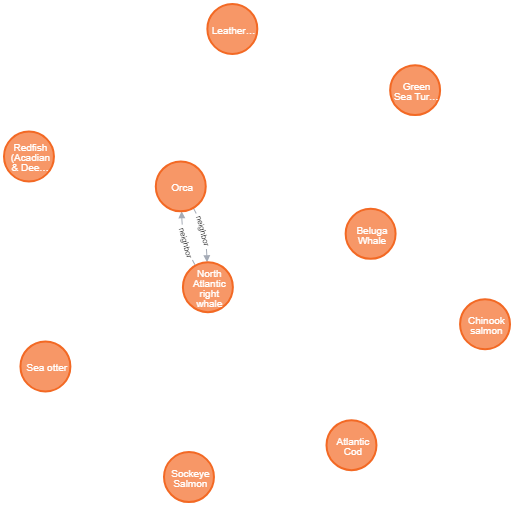 Leather...
Green
Sea Tur...
Redfish
(Acadian
& Dee...
Orca
neighbor
neighbor
Beluga
Whale
North
Atlantic
right
whale
Chinook
salmon
Sea otter
Atlantic
Cod
Sockeye
Salmon